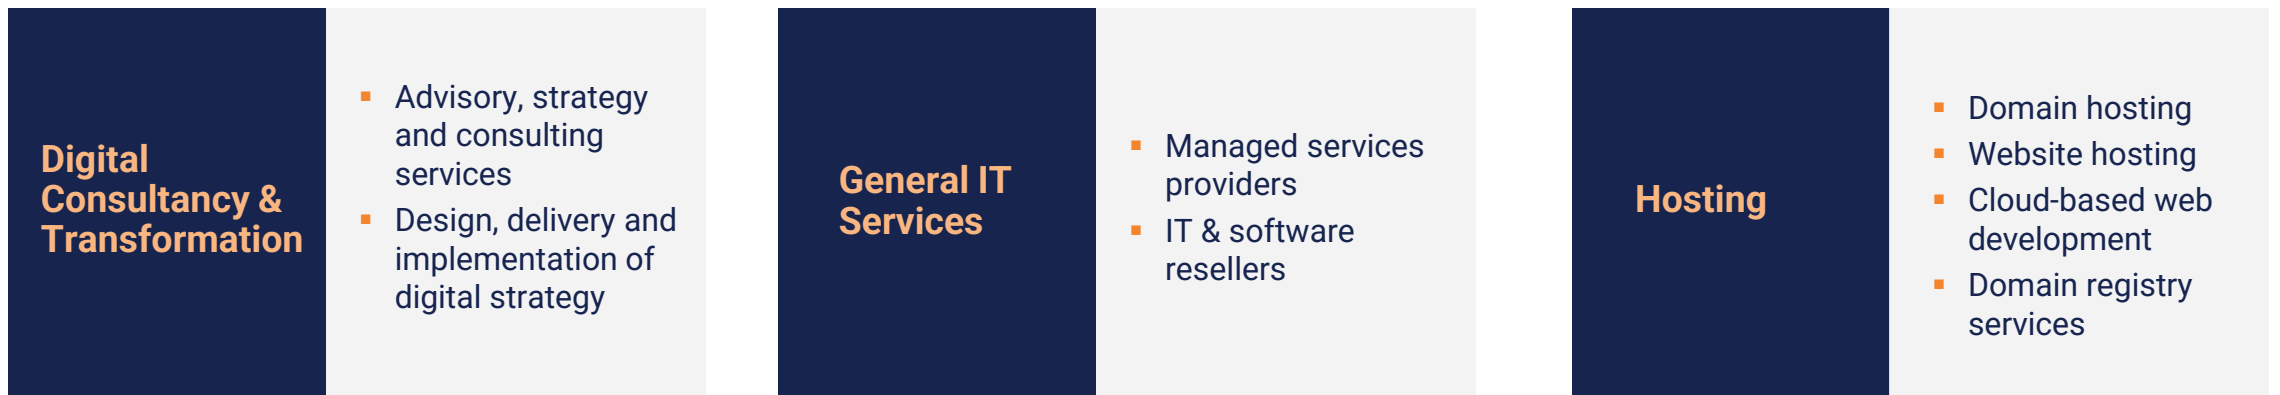 Digital
Consultancy &
Transformation
▪ Advisory, strategy
and consulting
services
▪ Design, delivery and
implementation of
digital strategy
General IT
Services
▪ Managed services
providers
▪ IT & software
resellers
Hosting
▪ Domain hosting
▪ Website hosting
▪ Cloud-based web
development
▪ Domain registry
services